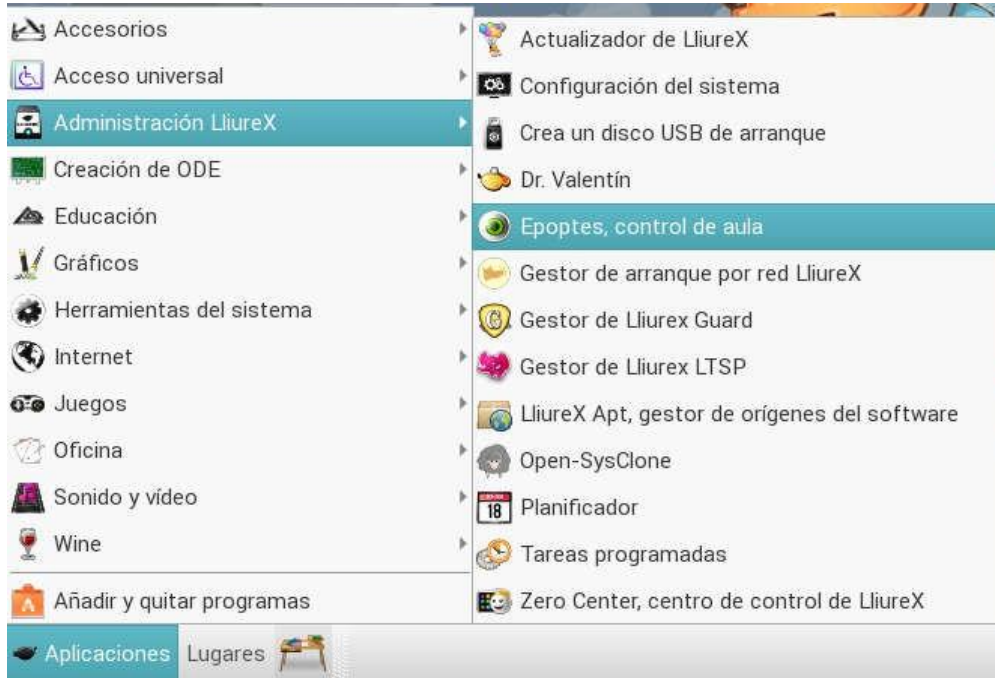 Accesorios
Acceso universal
Administración LliureX
Creación de ODE
Educación
Gráficos
Herramientas del sistema
Internet
Juegos
Oficina
Sonido y vídeo
Wine
Añadir y quitar programas
Actualizador de LliureX
Configuración del sistema
Crea un disco USB de arranque
Dr. Valentín
Epoptes, control de aula
Gestor de arranque por red LliureX
Gestor de Lliurex Guard
Gestor de Lliurex LTSP
LliureX Apt, gestor de orígenes del software
Open-SysClone
18 Planificador
Tareas programadas
Zero Center, centro de control de LliureX
Aplicaciones Lugares